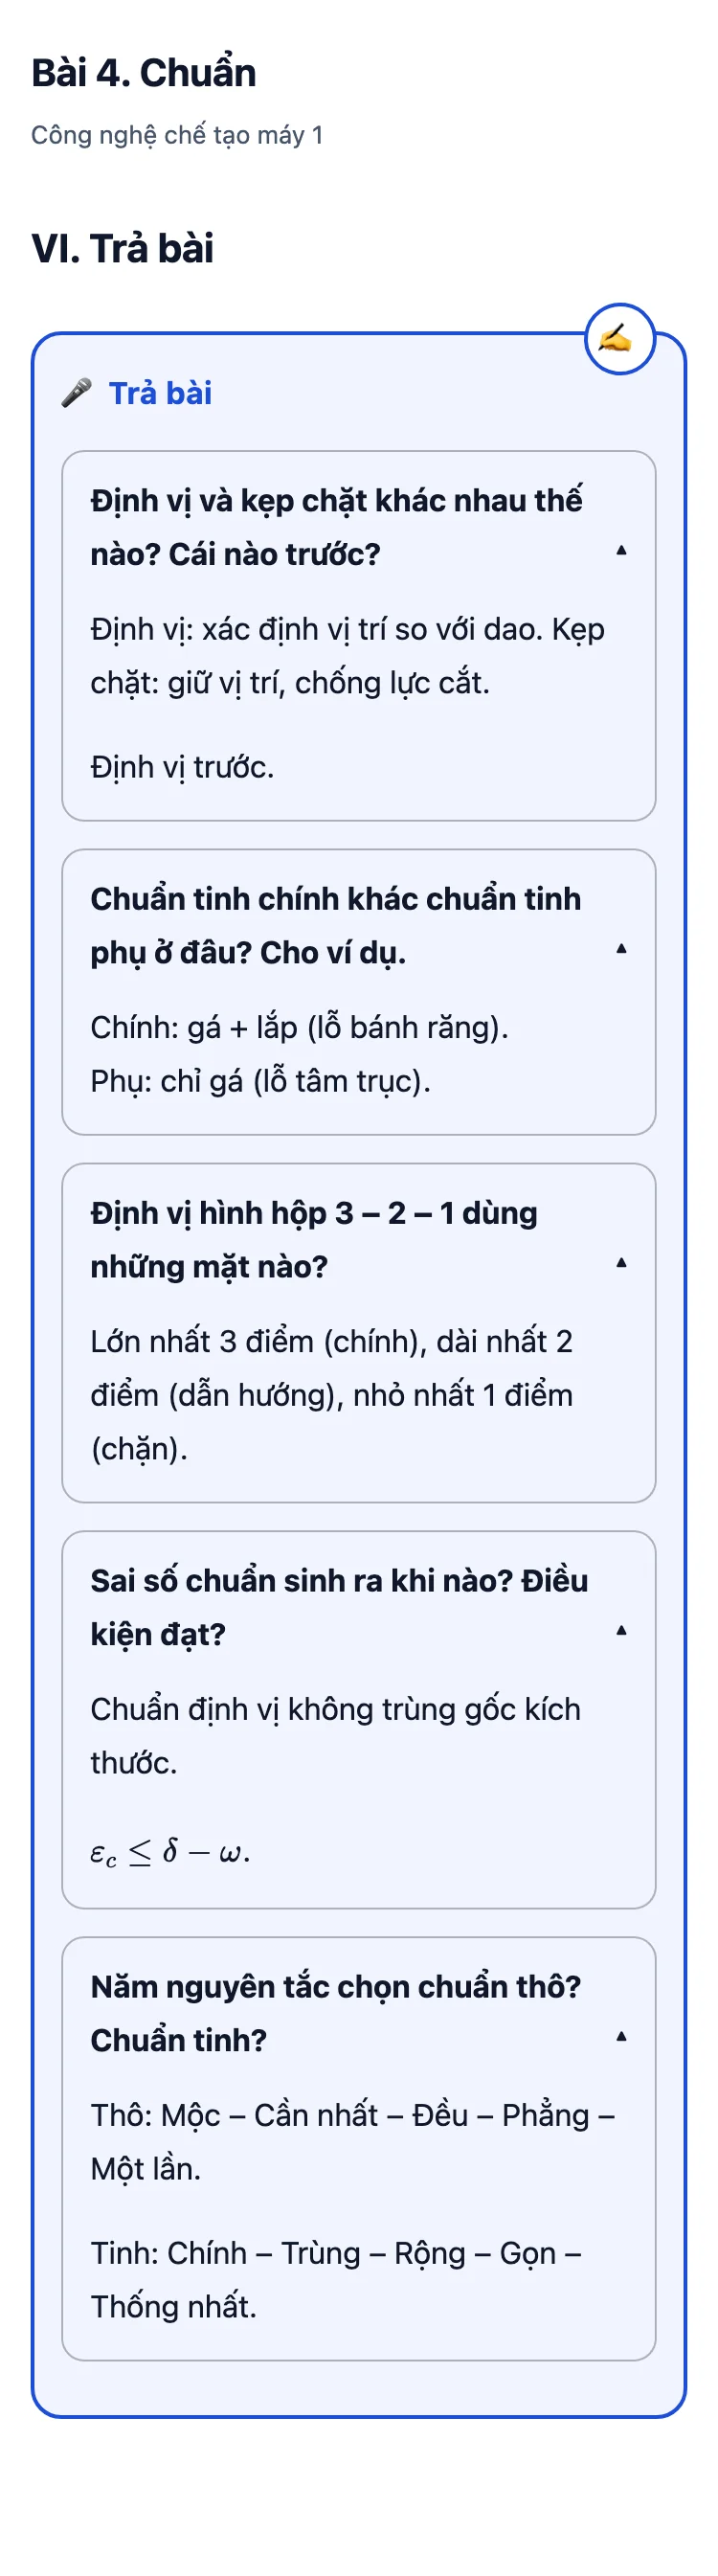 Bài 4. Chuẩn
Công nghệ chế tạo máy 1
VI. Trả bài
Trả bài
Định vị và kẹp chặt khác nhau thế
nào? Cái nào trước?
Định vị: xác định vị trí so với dao. Kẹp
chặt: giữ vị trí, chống lực cắt.
Định vị trước.
Chuẩn tinh chính khác chuẩn tinh
phụ ở đâu? Cho ví dụ.
Chính: gá + lắp (lỗ bánh răng).
Phụ: chỉ gá (lỗ tâm trục).
Định vị hình hộp 3 – 2 – 1 dùng
những mặt nào?
Lớn nhất 3 điểm (chính), dài nhất 2
điểm (dẫn hướng), nhỏ nhất 1 điểm
(chặn).
Sai số chuẩn sinh ra khi nào? Điều
kiện đạt?
Chuẩn định vị không trùng gốc kích
thước.
ε_c ≤ δ − ω.
Năm nguyên tắc chọn chuẩn thô?
Chuẩn tinh?
Thô: Mộc – Cần nhất – Đều – Phẳng –
Một lần.
Tinh: Chính – Trùng – Rộng – Gọn –
Thống nhất.